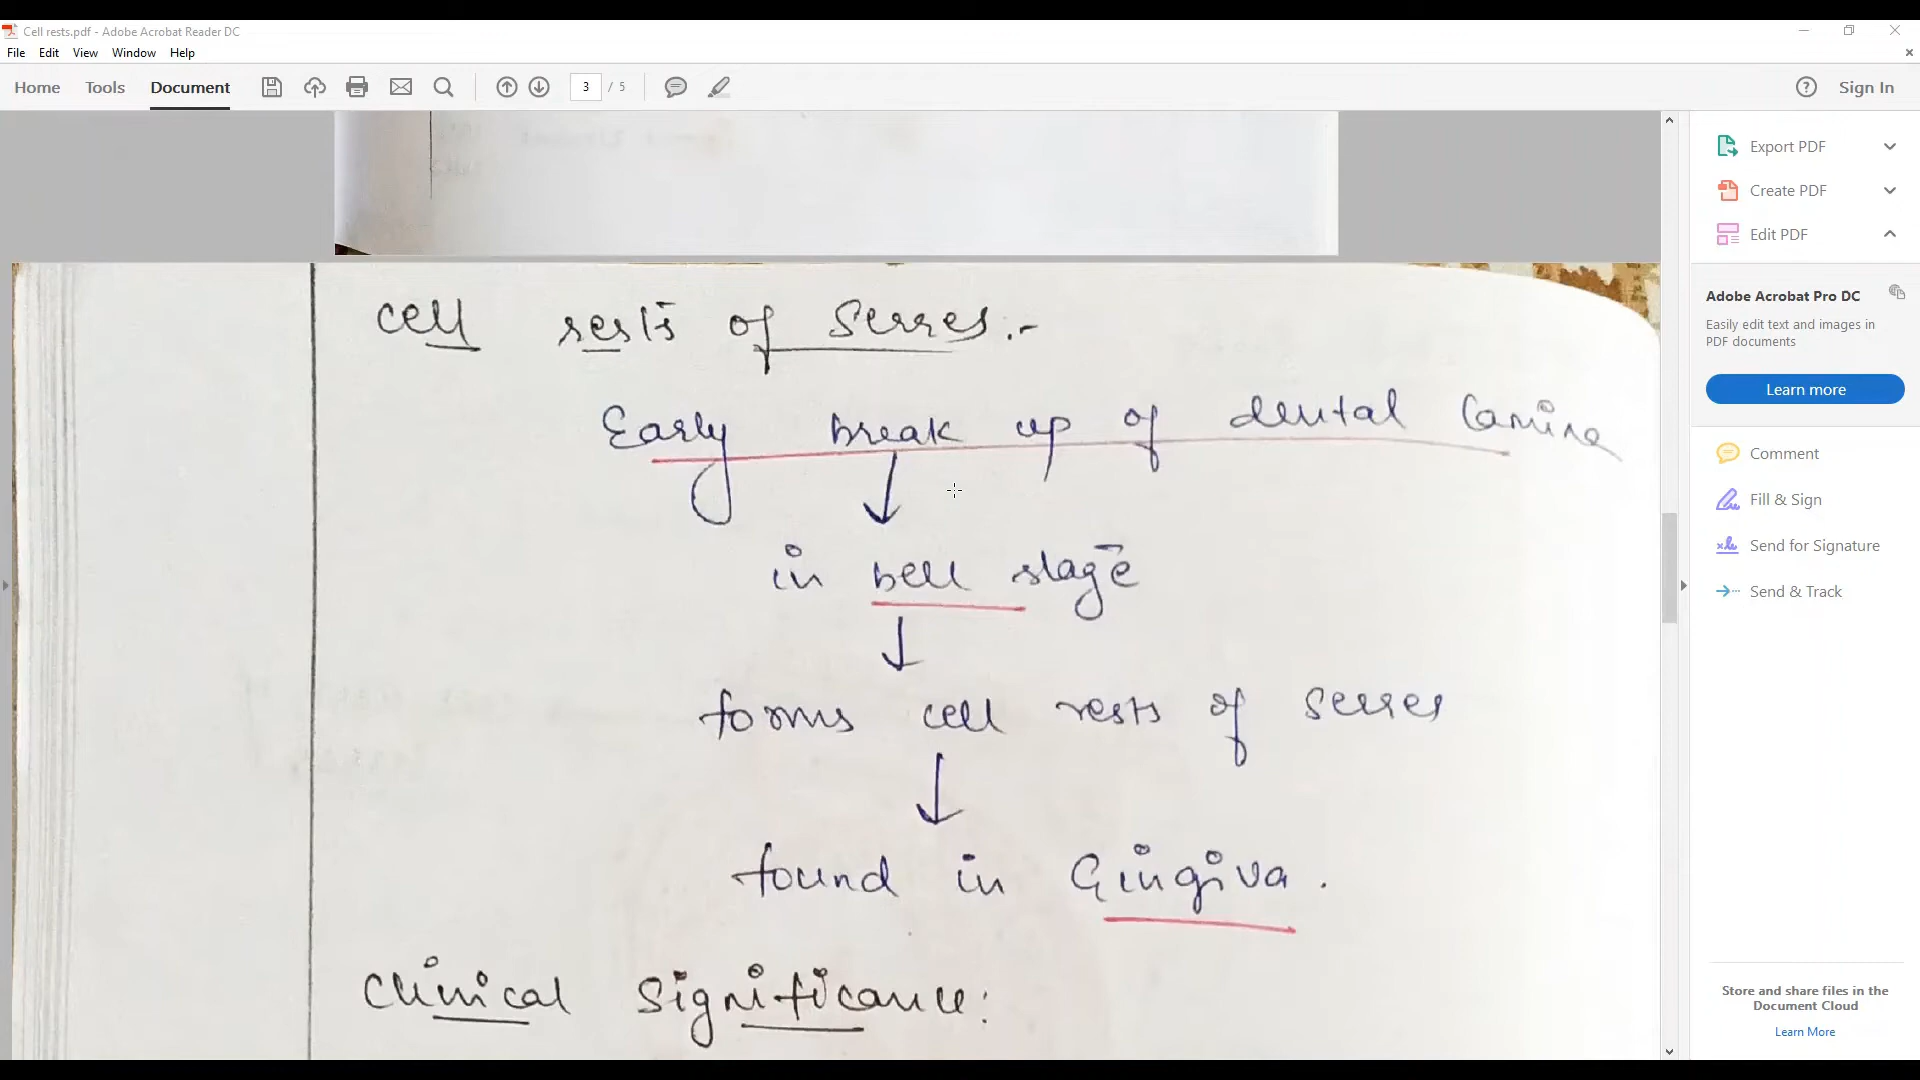 Cell rests.pdf - Adobe Acrobat Reader DC
File Edit View Window Help
Home Tools Document 3 / 5 Sign In
Export PDF
Create PDF
Edit PDF
Adobe Acrobat Pro DC
Easily edit text and images in
PDF documents
Learn more
Comment
Fill & Sign
Send for Signature
Send & Track
Store and share files in the
Document Cloud
Learn More
Cell rests of Serres:-
Early break up of dental lamina
in bell stage
forms cell rests of serres
found in Gingiva.
Clinical Significance: